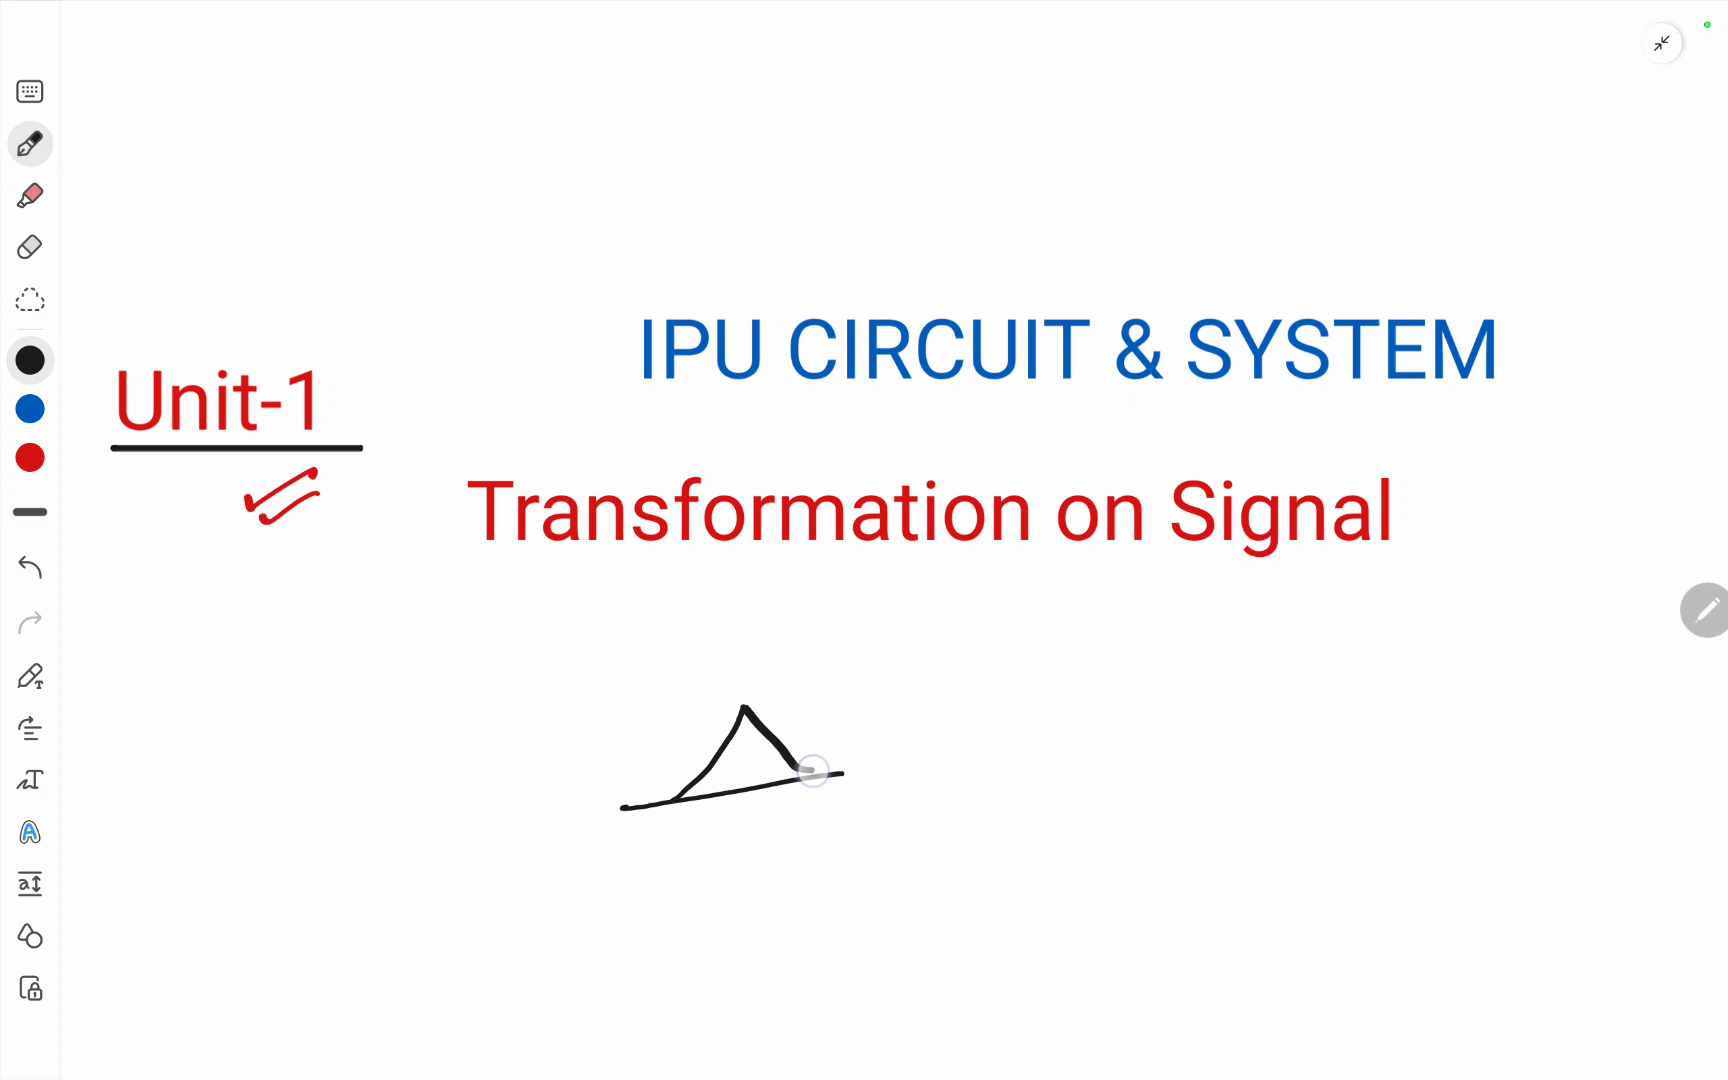 IPU CIRCUIT & SYSTEM
Unit-1
Transformation on Signal